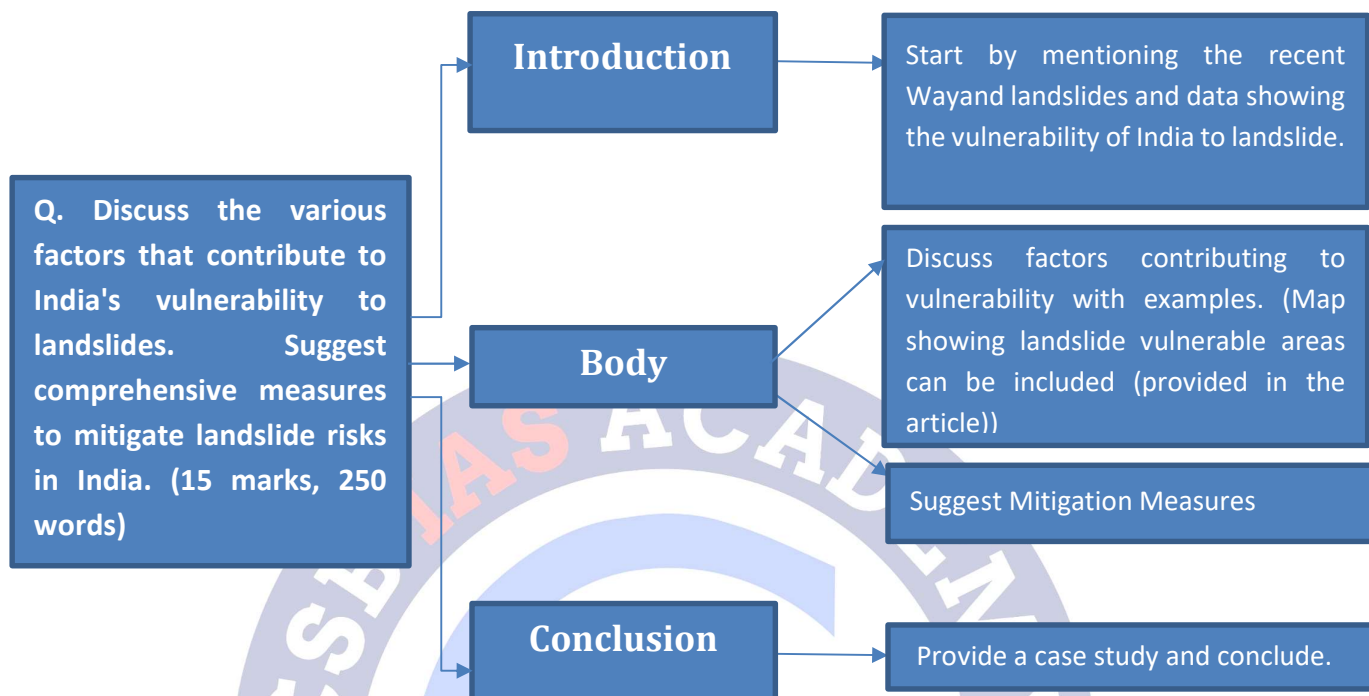 Q. Discuss the various
factors that contribute to
India's vulnerability to
landslides. Suggest
comprehensive measures
to mitigate landslide risks
in India. (15 marks, 250
words)
Introduction
Start by mentioning the recent
Wayand landslides and data showing
the vulnerability of India to landslide.
Body
Discuss factors contributing to
vulnerability with examples. (Map
showing landslide vulnerable areas
can be included (provided in the
article))
Suggest Mitigation Measures
Conclusion
Provide a case study and conclude.
IAS ACADEM